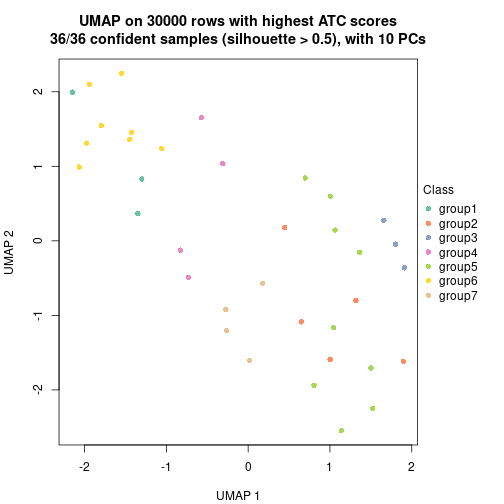 UMAP on 30000 rows with highest ATC scores
36/36 confident samples (silhouette > 0.5), with 10 PCs
UMAP 2
2
1
0
-1
-2
-2 -1 0 1 2
UMAP 1
Class
group1
group2
group3
group4
group5
group6
group7